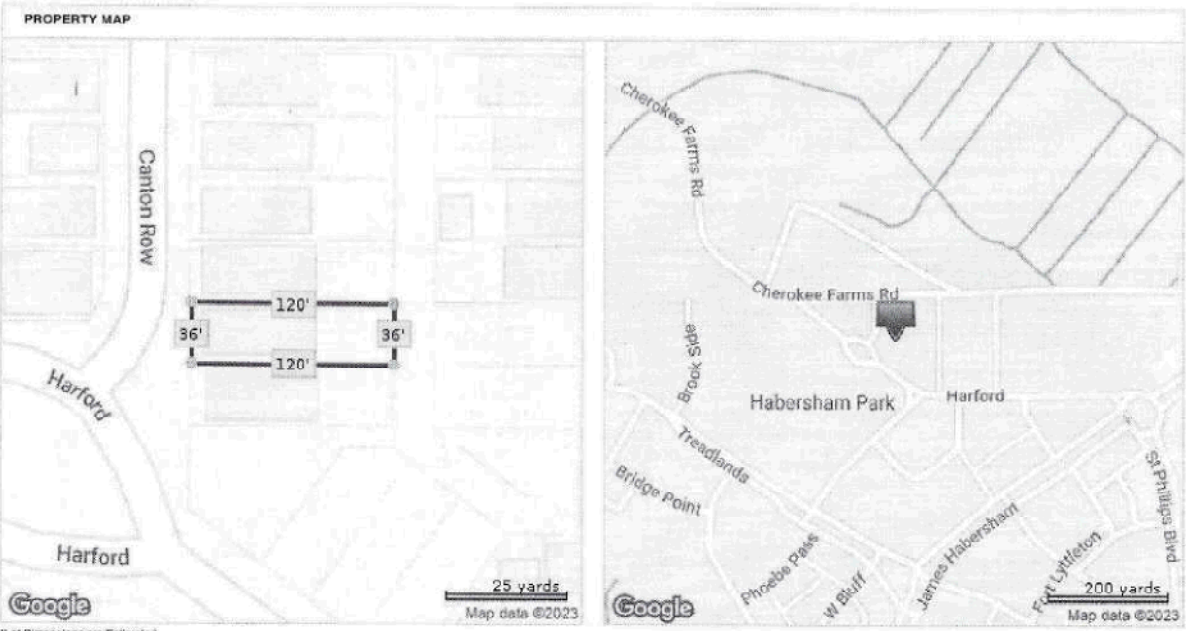 PROPERTY MAP
Canton Row
120'
36'
36'
120'
Harford
Harford
Google
25 yards
Map data ©2023
Cherokee Farms Rd
Cherokee Farms Rd
Brook Side
Habersham Park
Harford
Treadlands
Bridge Point
St Phillips Blvd
James Habersham
Phoebe Pass
W Bluff
Fort Lyttleton
Google
200 yards
Map data ©2023